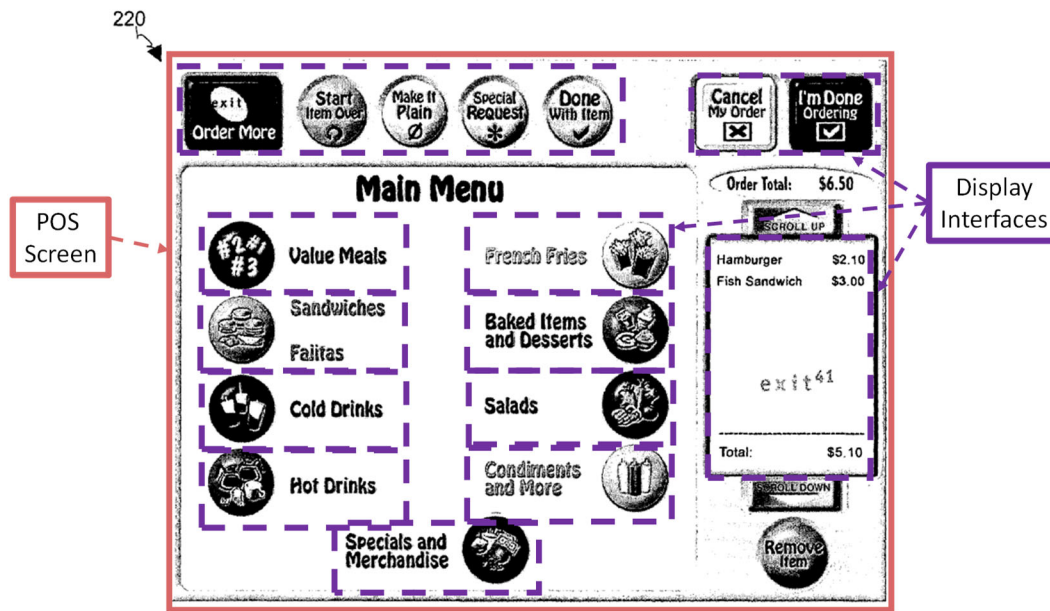 220
exit
Order More
Start
Item Over
Make It
Plain
Special
Request
Done
With Item
Cancel
My Order
I'm Done
Ordering
POS
Screen
Display
Interfaces
Main Menu
Order Total: $6.50
SCROLL UP
#2 #1
#3
Value Meals
French Fries
Sandwiches
Fajitas
Baked Items
and Desserts
Cold Drinks
Salads
Hot Drinks
Condiments
and More
Specials and
Merchandise
Hamburger $2.10
Fish Sandwich $3.00
exit41
Total: $5.10
SCROLL DOWN
Remove
Item